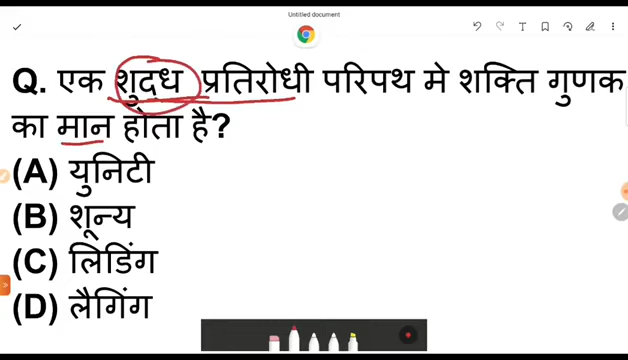 Untitled document
Q. एक शुद्ध प्रतिरोधी परिपथ मे शक्ति गुणक
का मान होता है?
(A) युनिटी
(B) शून्य
(C) लिडिंग
(D) लैगिंग